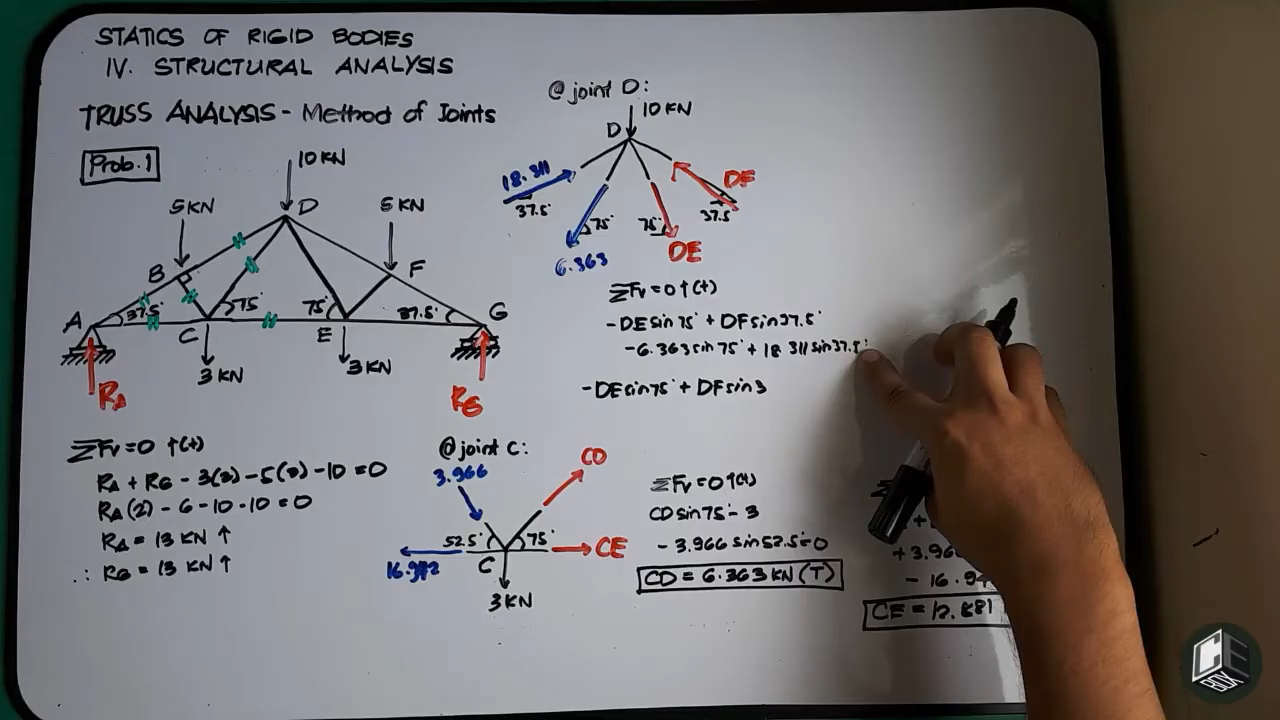 STATICS OF RIGID BODIES
IV. STRUCTURAL ANALYSIS
TRUSS ANALYSIS - Method of Joints
Prob. 1
10 KN
5 KN
5 KN
D
B
F
A
37.5°
75°
75°
37.5°
G
C
E
3 KN
3 KN
RA
RG
ΣFv = 0 ↑(+)
RA + RG - 3(2) - 5(2) - 10 = 0
RA(2) - 6 - 10 - 10 = 0
RA = 13 KN ↑
∴ RG = 13 KN ↑
@ joint D:
10 KN
D
18.311
37.5°
75°
75°
37.5°
DF
6.363
DE
ΣFv = 0 ↑(+)
-DE sin 75° + DF sin 37.5°
-6.363 sin 75° + 18.311 sin 37.5°
-DE sin 75° + DF sin 3
@ joint C:
3.966
CD
52.5°
75°
CE
16.942
C
3 KN
ΣFv = 0 ↑(+)
CD sin 75° - 3
- 3.966 sin 52.5° = 0
CD = 6.363 KN (T)
+3.96
- 16.9
CE = 12.881
CE
BOX